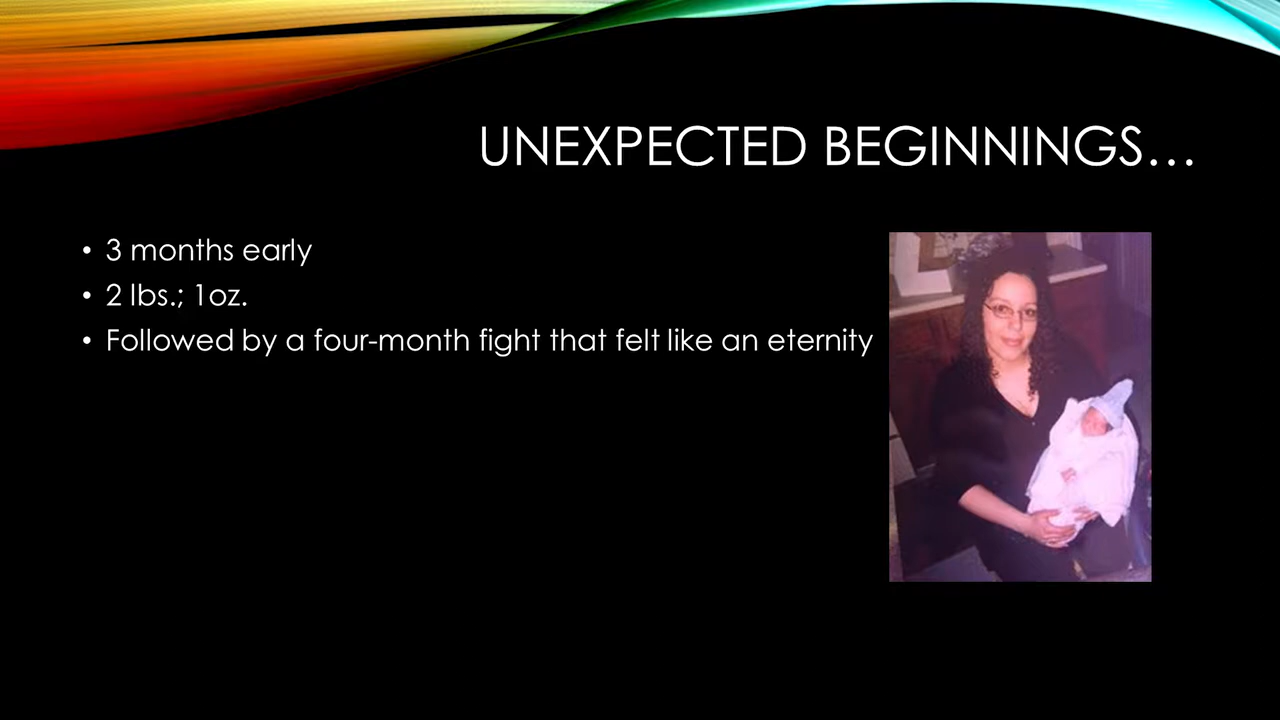 UNEXPECTED BEGINNINGS…
• 3 months early
• 2 lbs.; 1oz.
• Followed by a four-month fight that felt like an eternity